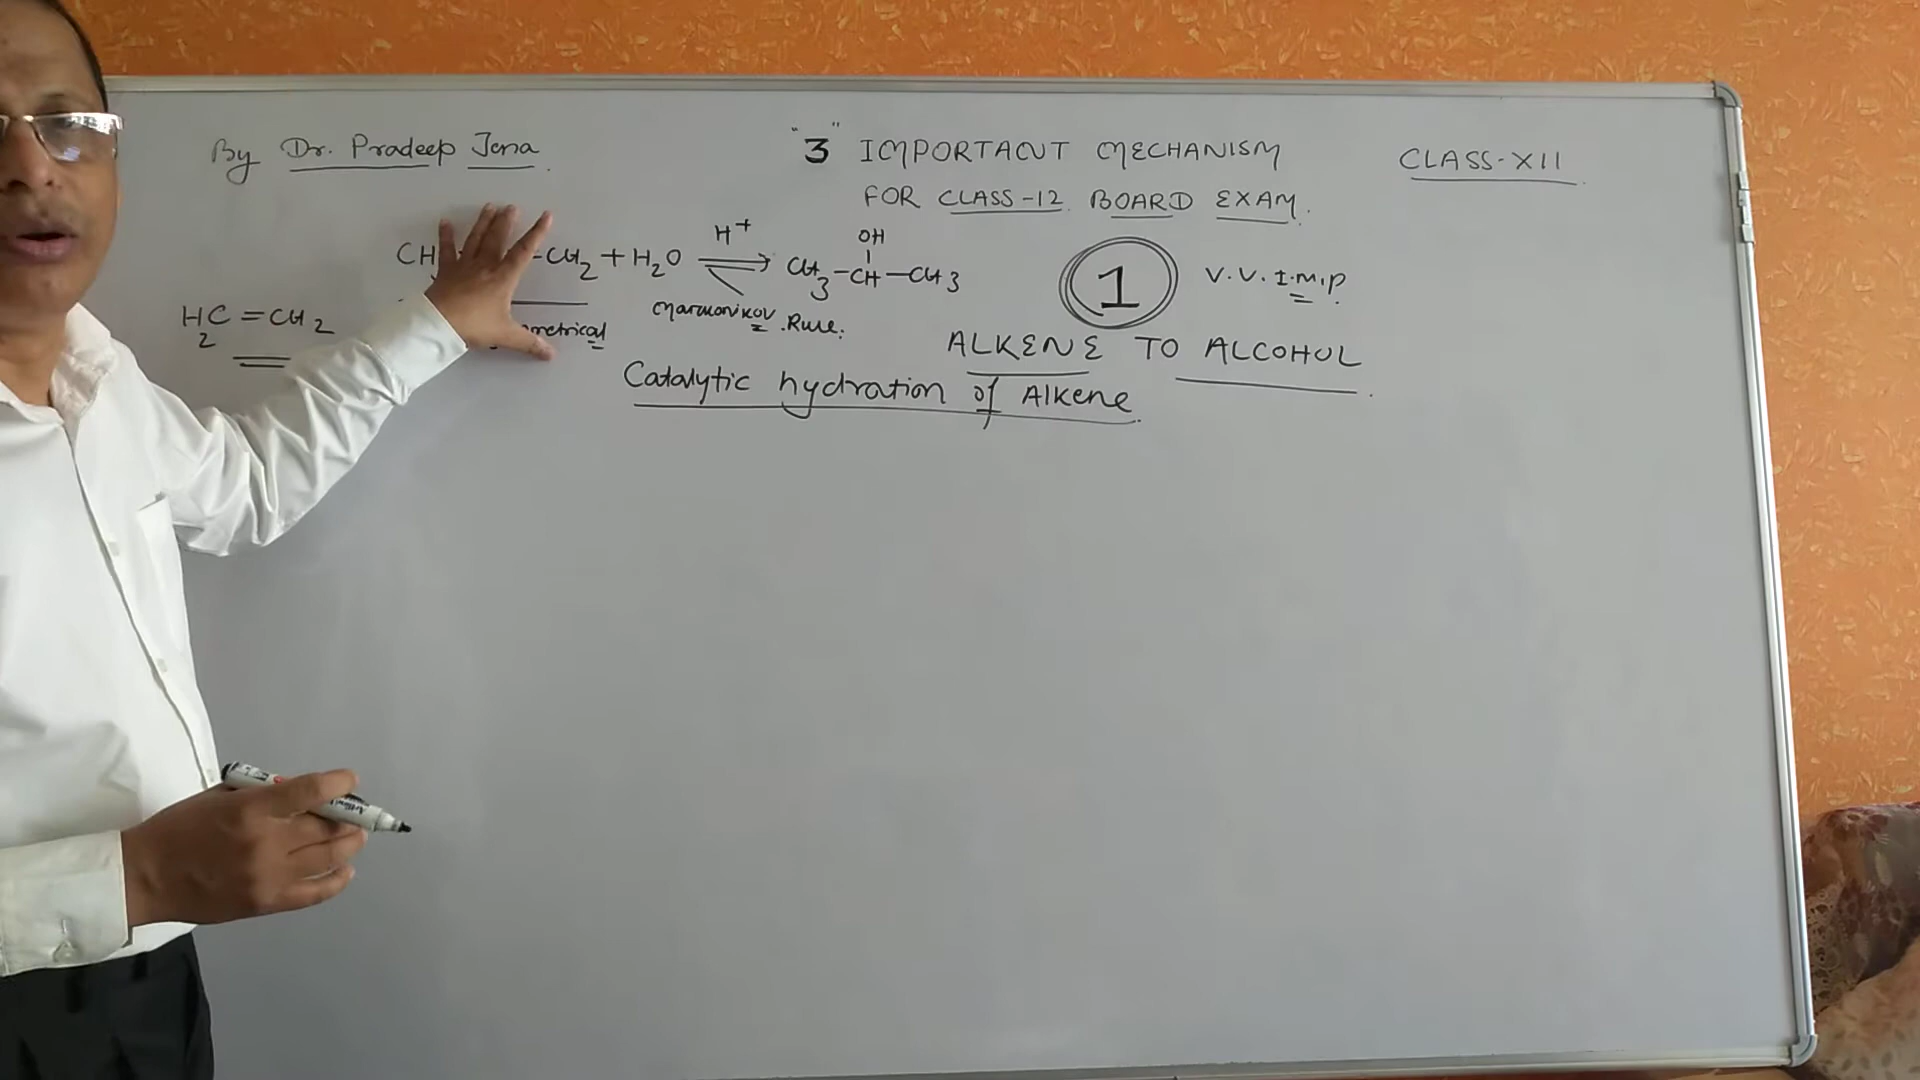 By Dr. Pradeep Jena.
"3" IMPORTANT MECHANISM
FOR CLASS-12 BOARD EXAM.
CLASS-XII
CH -CH2 + H2O H+ ⇌ CH3-CH-CH3
OH
Markonikov Rule.
metrical
H2C=CH2
1
V.V.I.m.p.
ALKENE TO ALCOHOL.
Catalytic hydration of Alkene.